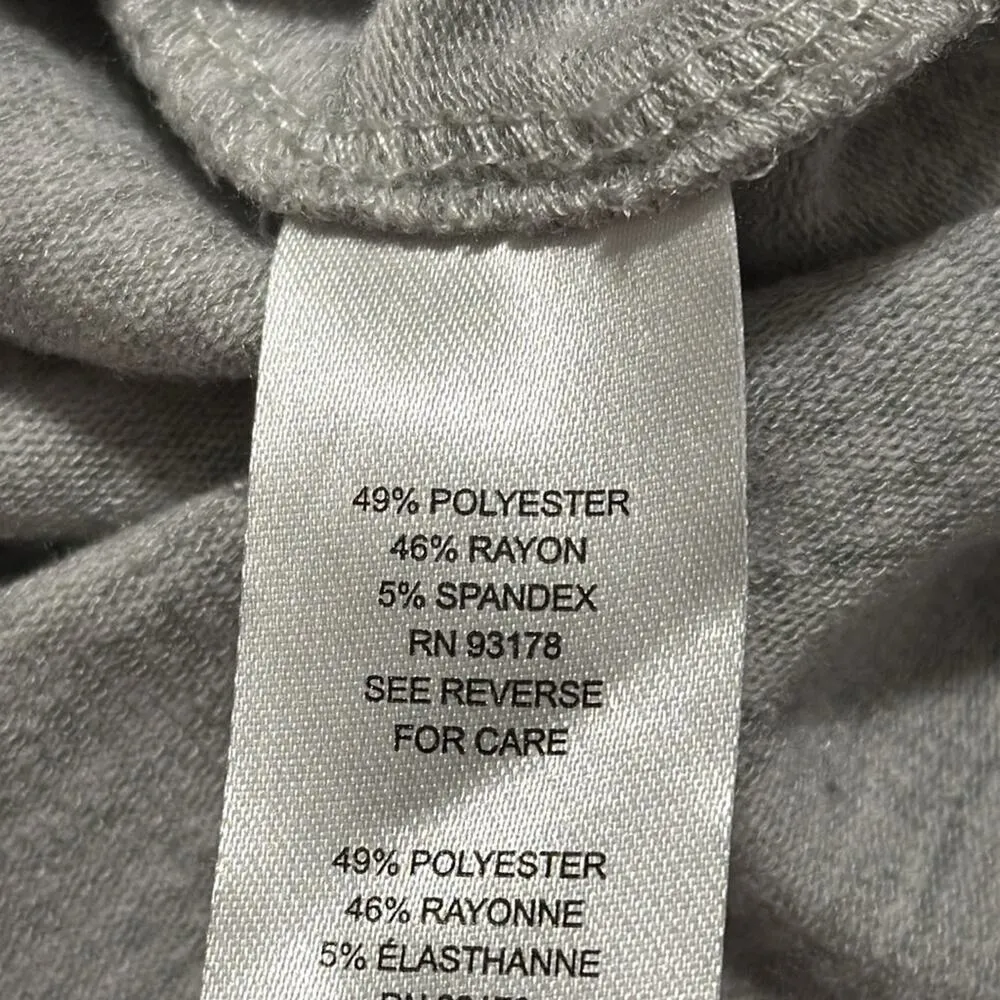 49% POLYESTER
46% RAYON
5% SPANDEX
RN 93178
SEE REVERSE
FOR CARE
49% POLYESTER
46% RAYONNE
5% ÉLASTHANNE